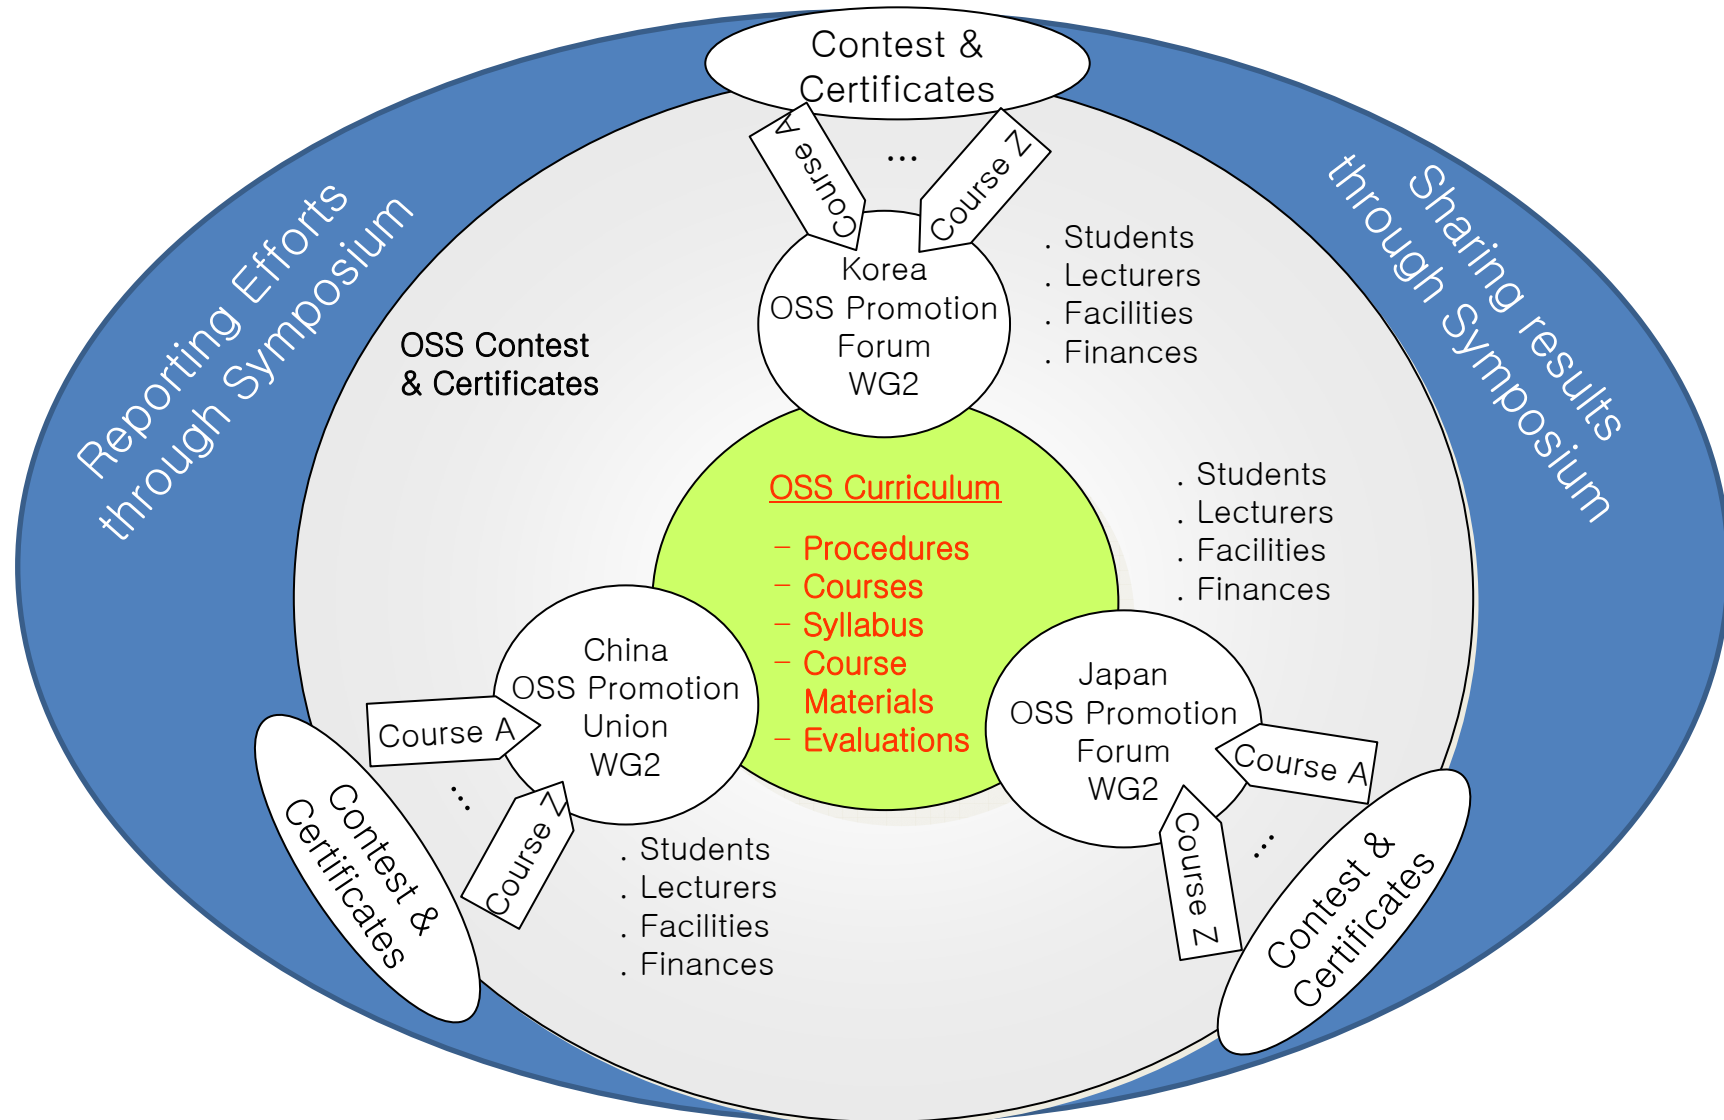 Contest &
Certificates
Course A
...
Course Z
Reporting Efforts
through Symposium
Sharing results
through Symposium
Korea
OSS Promotion
Forum
WG2
. Students
. Lecturers
. Facilities
. Finances
OSS Contest
& Certificates
OSS Curriculum
– Procedures
– Courses
– Syllabus
– Course
Materials
– Evaluations
. Students
. Lecturers
. Facilities
. Finances
China
OSS Promotion
Union
WG2
Course A
...
Course Z
Contest &
Certificates
. Students
. Lecturers
. Facilities
. Finances
Japan
OSS Promotion
Forum
WG2
Course A
...
Course Z
Contest &
Certificates